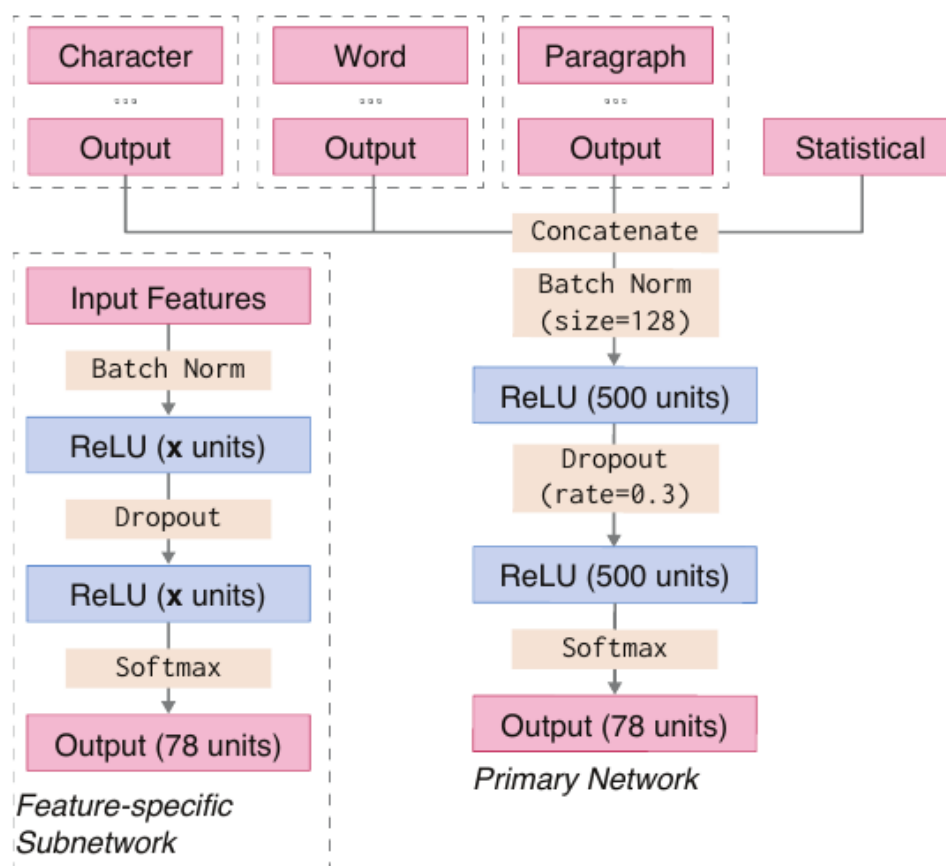 Character
...
Output
Word
...
Output
Paragraph
...
Output
Statistical
Concatenate
Batch Norm
(size=128)
ReLU (500 units)
Dropout
(rate=0.3)
ReLU (500 units)
Softmax
Output (78 units)
Primary Network
Input Features
Batch Norm
ReLU (x units)
Dropout
ReLU (x units)
Softmax
Output (78 units)
Feature-specific
Subnetwork